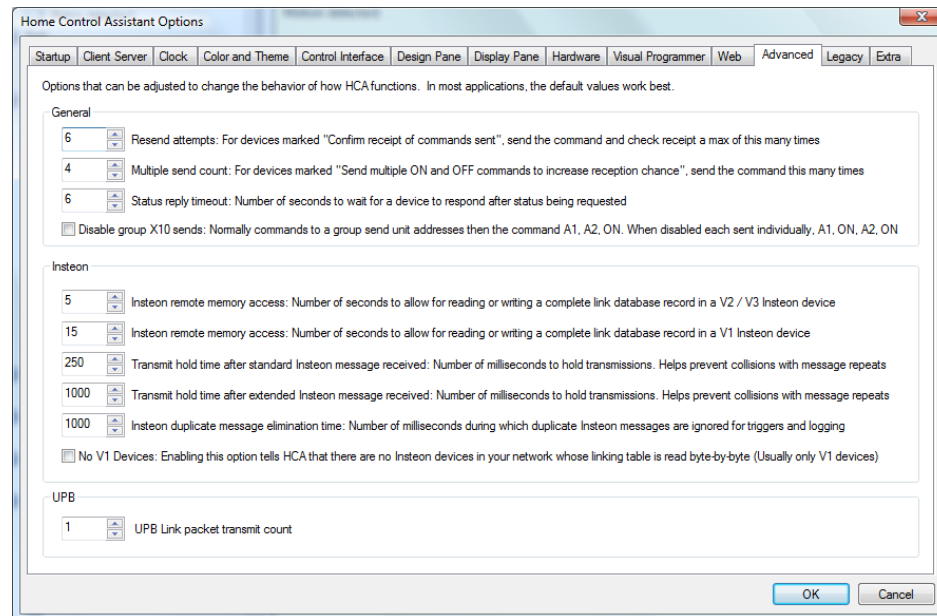 Home Control Assistant Options
Startup Client Server Clock Color and Theme Control Interface Design Pane Display Pane Hardware Visual Programmer Web Advanced Legacy Extra
Options that can be adjusted to change the behavior of how HCA functions. In most applications, the default values work best.
General
6 Resend attempts: For devices marked "Confirm receipt of commands sent", send the command and check receipt a max of this many times
4 Multiple send count: For devices marked "Send multiple ON and OFF commands to increase reception chance", send the command this many times
6 Status reply timeout: Number of seconds to wait for a device to respond after status being requested
Disable group X10 sends: Normally commands to a group send unit addresses then the command A1, A2, ON. When disabled each sent individually, A1, ON, A2, ON
Insteon
5 Insteon remote memory access: Number of seconds to allow for reading or writing a complete link database record in a V2 / V3 Insteon device
15 Insteon remote memory access: Number of seconds to allow for reading or writing a complete link database record in a V1 Insteon device
250 Transmit hold time after standard Insteon message received: Number of milliseconds to hold transmissions. Helps prevent collisions with message repeats
1000 Transmit hold time after extended Insteon message received: Number of milliseconds to hold transmissions. Helps prevent collisions with message repeats
1000 Insteon duplicate message elimination time: Number of milliseconds during which duplicate Insteon messages are ignored for triggers and logging
No V1 Devices: Enabling this option tells HCA that there are no Insteon devices in your network whose linking table is read byte-by-byte (Usually only V1 devices)
UPB
1 UPB Link packet transmit count
OK Cancel